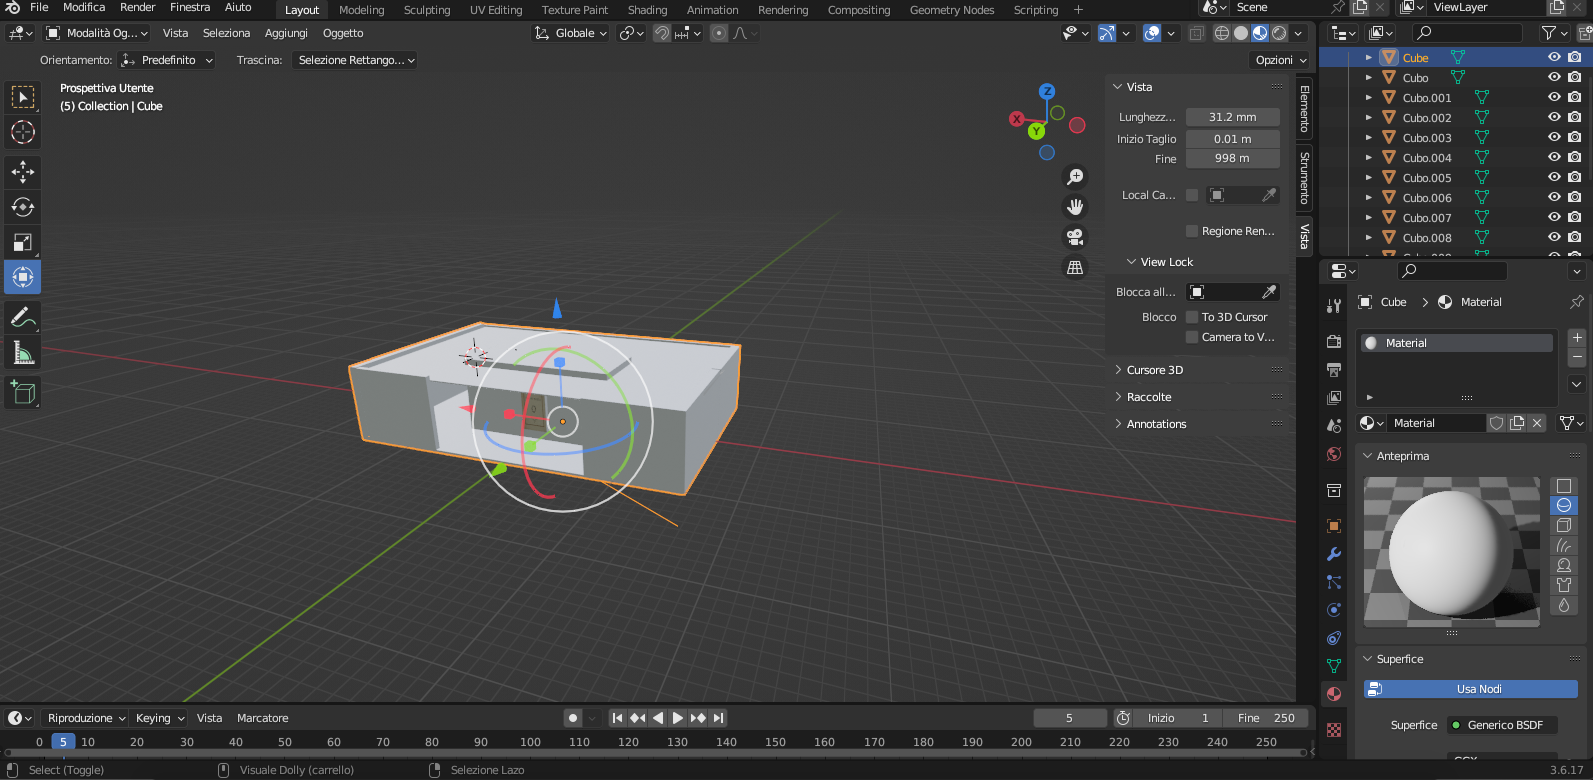 File Modifica Render Finestra Aiuto Layout Modeling Sculpting UV Editing Texture Paint Shading Animation Rendering Compositing Geometry Nodes Scripting + Scene ViewLayer
Modalità Og... Vista Seleziona Aggiungi Oggetto Globale
Orientamento: Predefinito Trascina: Selezione Rettango... Opzioni
Prospettiva Utente
(5) Collection | Cube
Z
X
Y
Vista
Lunghezz... 31.2 mm
Inizio Taglio 0.01 m
Fine 998 m
Local Ca...
Regione Ren...
View Lock
Blocca all...
Blocco To 3D Cursor
Camera to V...
Cursore 3D
Raccolte
Annotations
Elemento
Strumento
Vista
Cube
Cubo
Cubo.001
Cubo.002
Cubo.003
Cubo.004
Cubo.005
Cubo.006
Cubo.007
Cubo.008
Cube Material
Material
Material
Anteprima
Superfice
Usa Nodi
Superfice Generico BSDF
Riproduzione Keying Vista Marcatore 5 Inizio 1 Fine 250
0 5 10 20 30 40 50 60 70 80 90 100 110 120 130 140 150 160 170 180 190 200 210 220 230 240 250
Select (Toggle) Visuale Dolly (carrello) Selezione Lazo 3.6.17